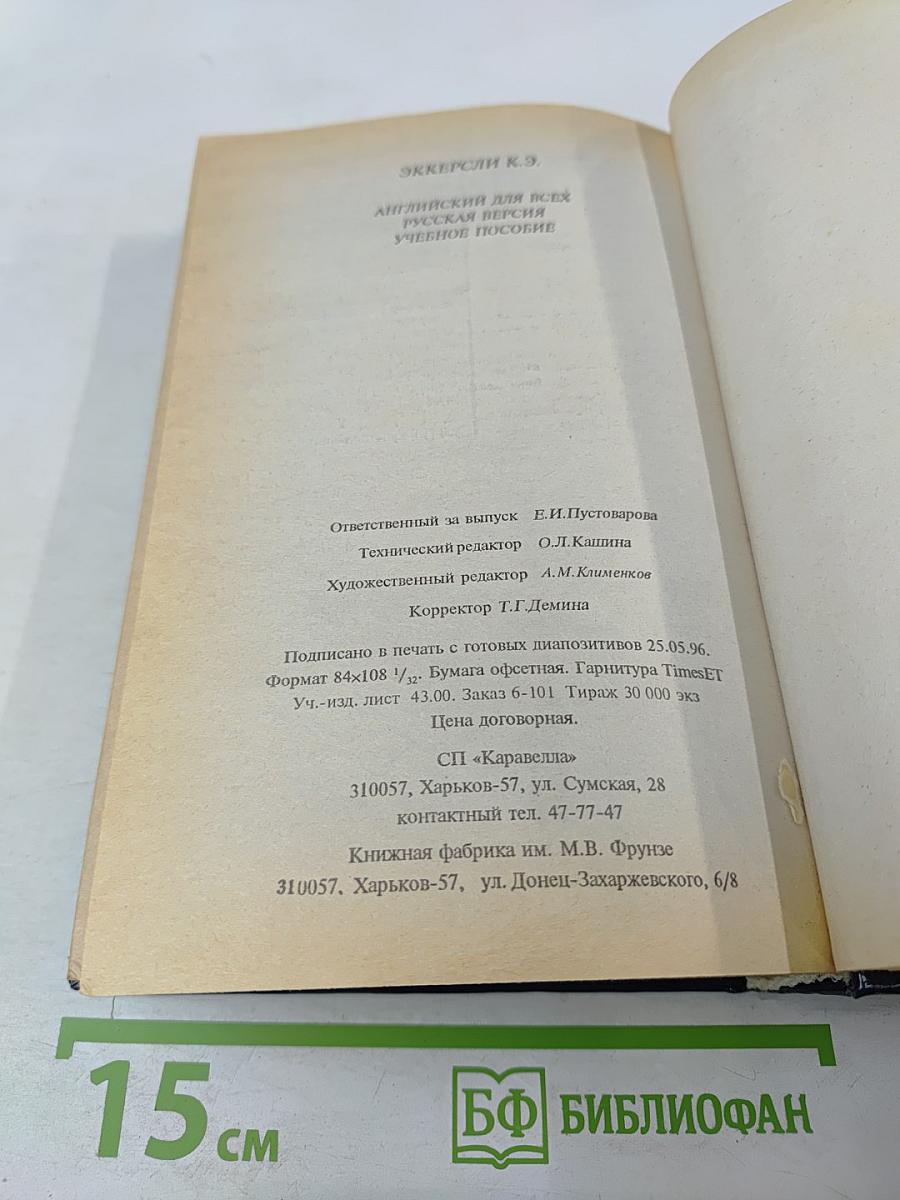 ЭККЕРСЛИ К.Э.
АНГЛИЙСКИЙ ДЛЯ ВСЕХ
РУССКАЯ ВЕРСИЯ
УЧЕБНОЕ ПОСОБИЕ
Ответственный за выпуск Е.И.Пустоварова
Технический редактор О.Л.Кашина
Художественный редактор А.М.Клименков
Корректор Т.Г.Демина
Подписано в печать с готовых диапозитивов 25.05.96.
Формат 84×108 1/32. Бумага офсетная. Гарнитура TimesET
Уч.-изд. лист 43.00. Заказ 6-101 Тираж 30 000 экз
Цена договорная.
СП «Каравелла»
310057, Харьков-57, ул. Сумская, 28
контактный тел. 47-77-47
Книжная фабрика им. М.В. Фрунзе
310057, Харьков-57, ул. Донец-Захаржевского, 6/8
15 см
БФ БИБЛИОФАН